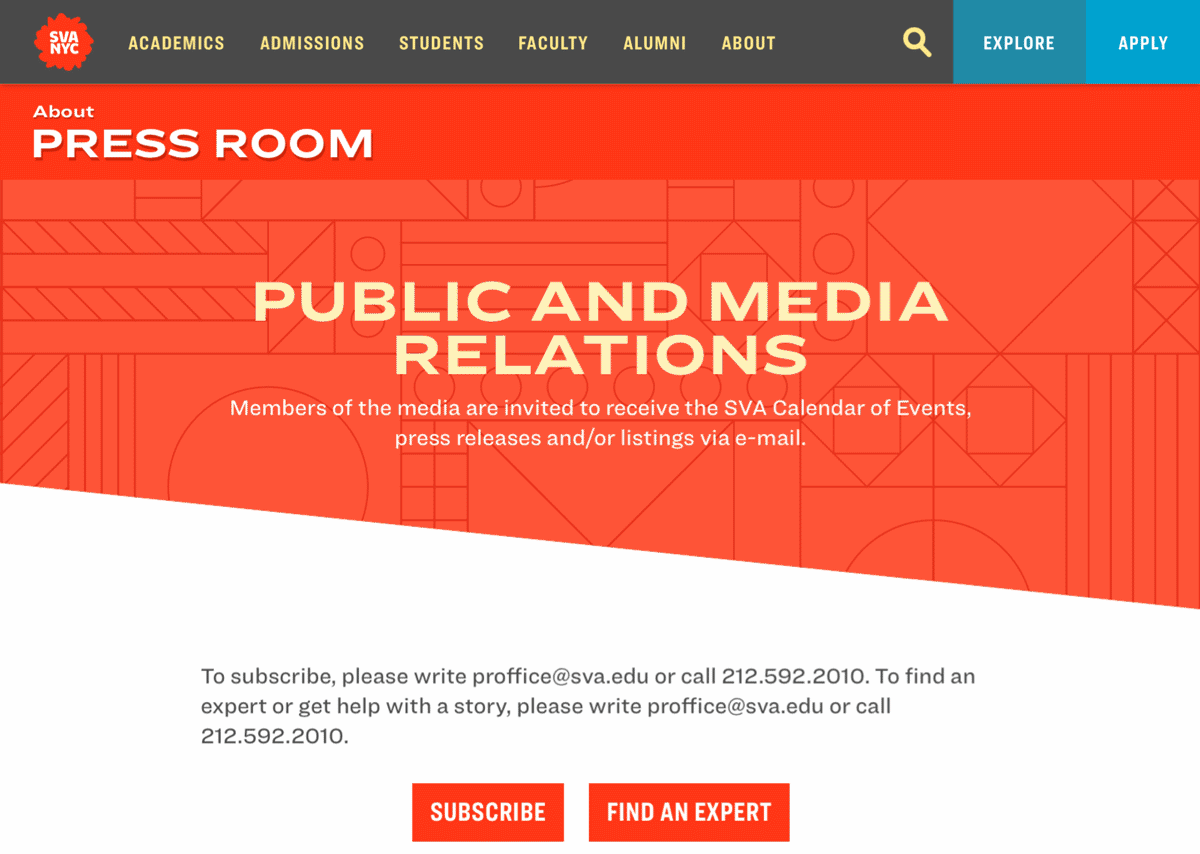 SVA
NYC
ACADEMICS ADMISSIONS STUDENTS FACULTY ALUMNI ABOUT EXPLORE APPLY
About
PRESS ROOM
PUBLIC AND MEDIA
RELATIONS
Members of the media are invited to receive the SVA Calendar of Events,
press releases and/or listings via e-mail.
To subscribe, please write proffice@sva.edu or call 212.592.2010. To find an
expert or get help with a story, please write proffice@sva.edu or call
212.592.2010.
SUBSCRIBE FIND AN EXPERT